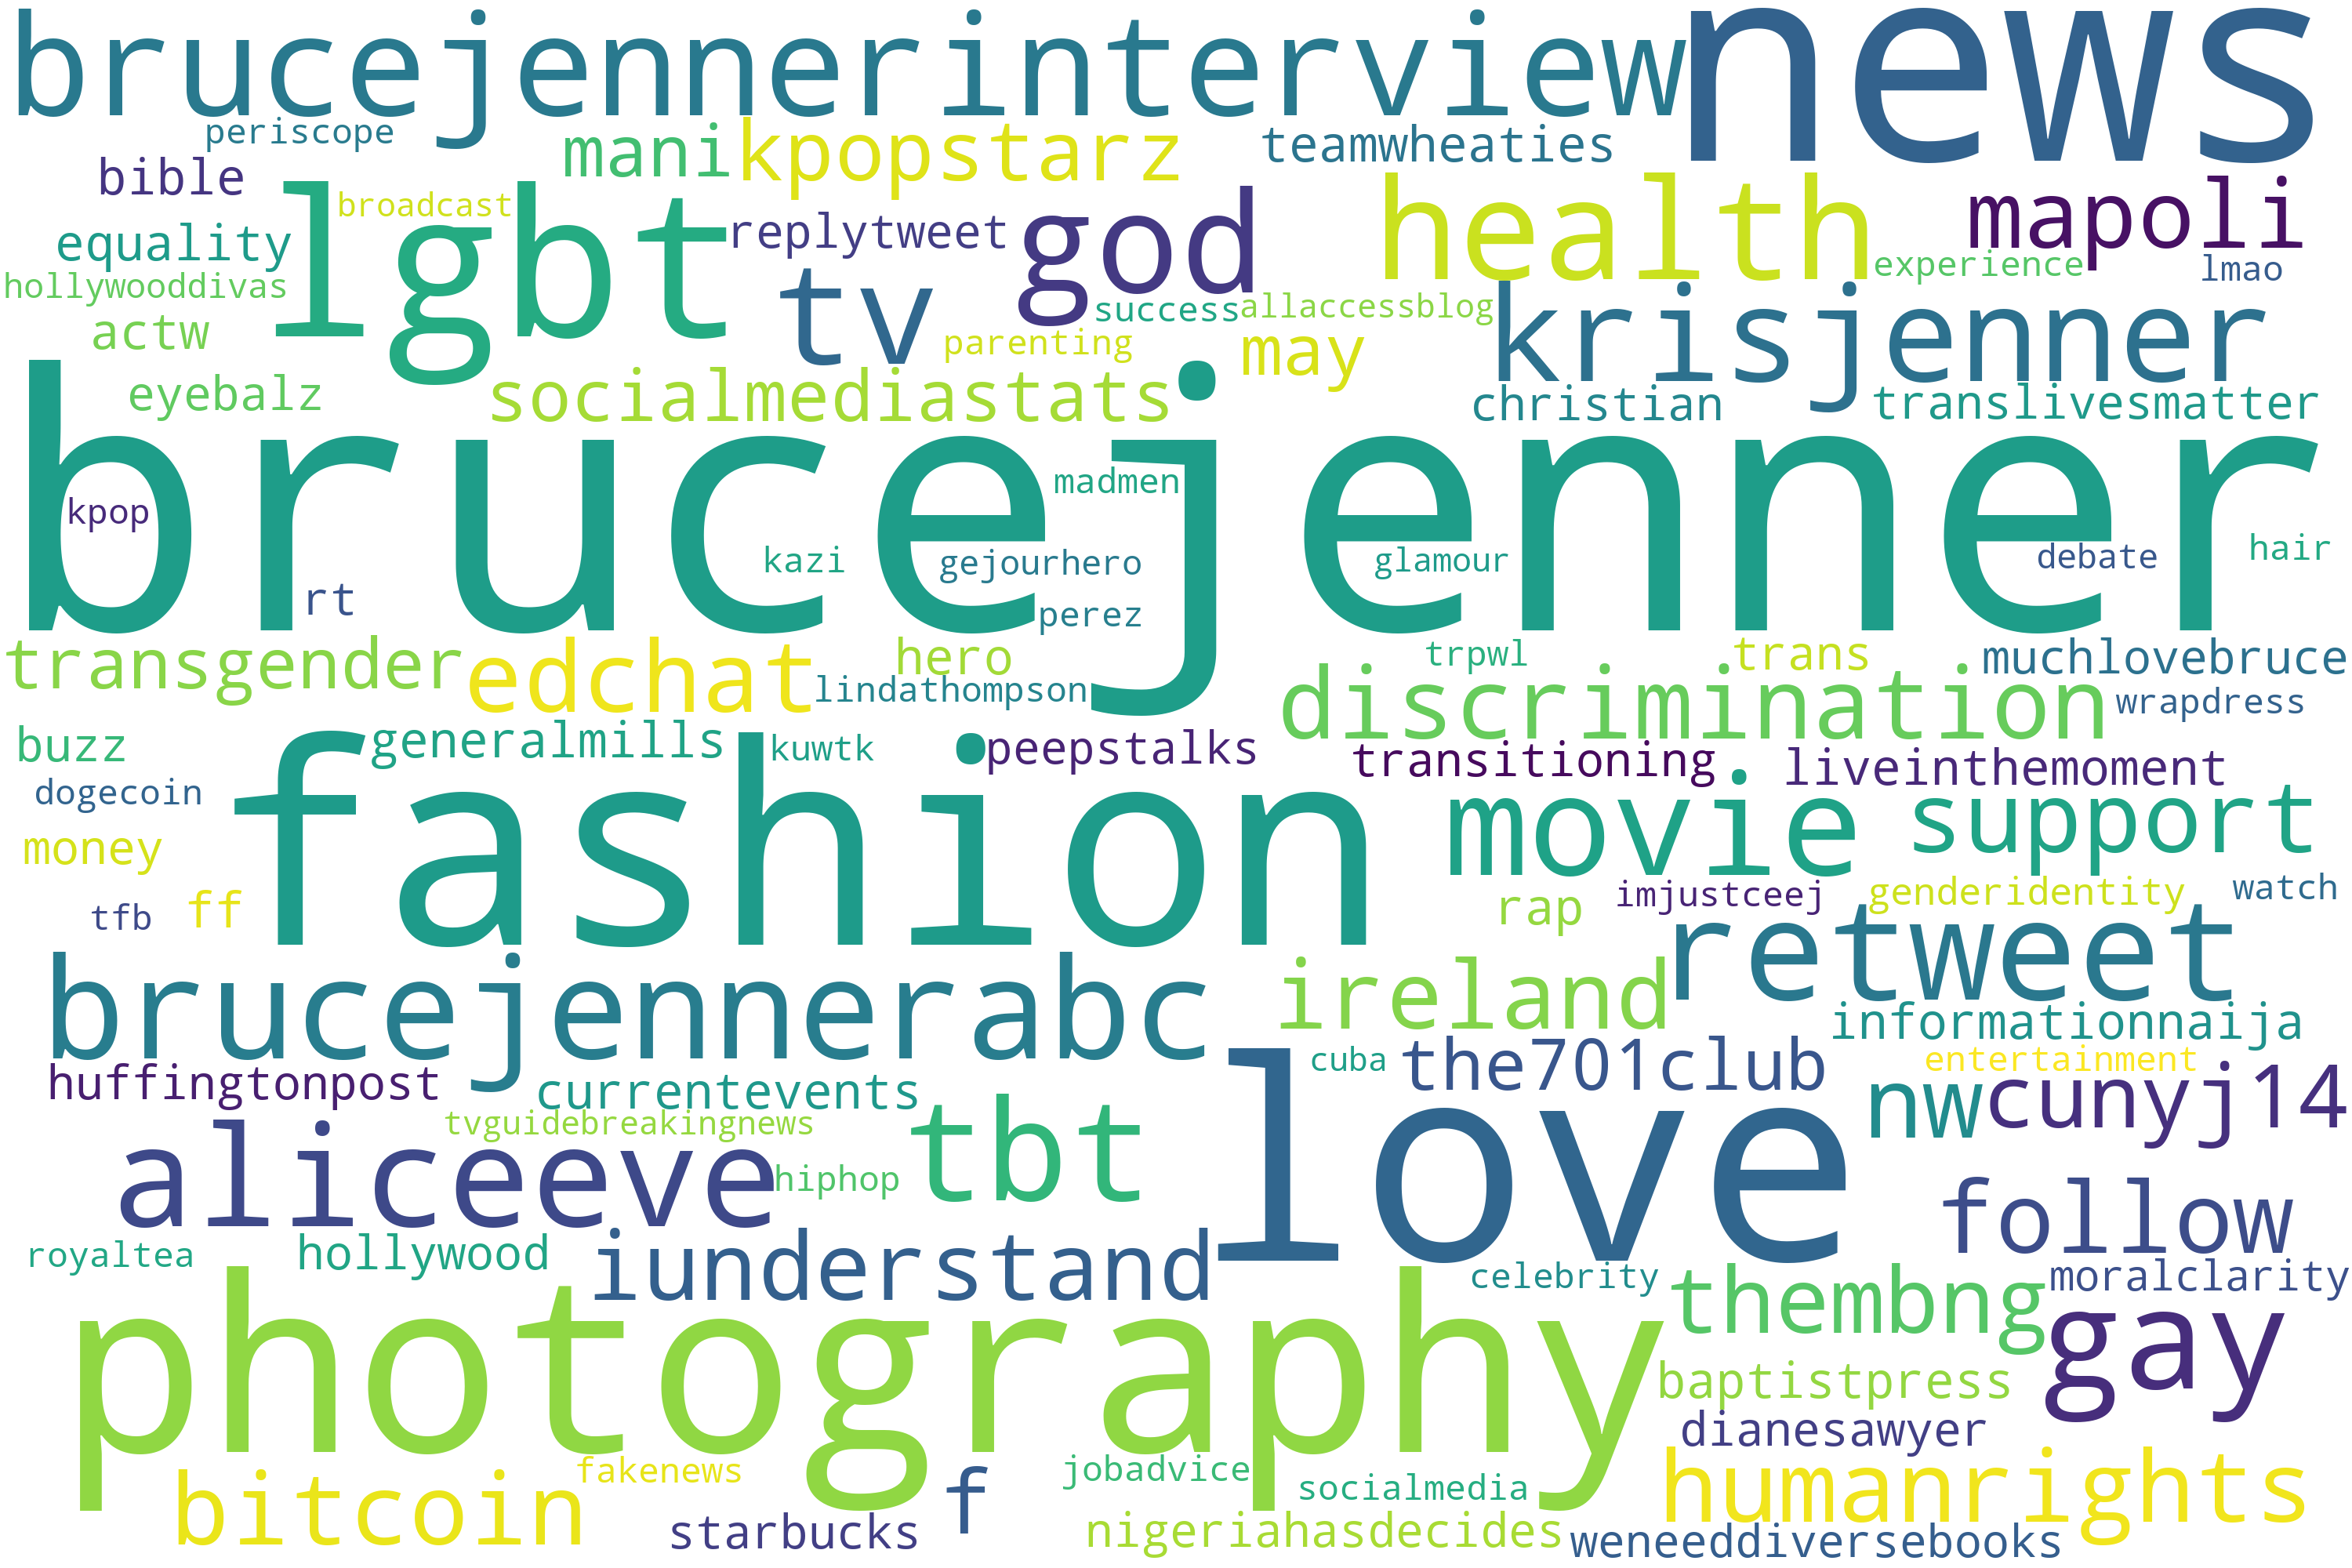 brucejennerinterview news
periscope mani kpopstarz teamwheaties
bible lgbt god health mapoli
broadcast replytweet
equality tv experience lmao
hollywooddivas success allaccessblog krisjenner
actw parenting may
eyebalz socialmediastats christian translivesmatter
brucejenner
kpop madmen
kazi gejourhero glamour debate hair
rt perez
transgender edchat hero trpwl trans muchlovebruce
lindathompson discrimination wrapdress
buzz generalmills kuwtk peepstalks transitioning liveinthemoment
dogecoin fashion movie support
money
tfb ff rap imjustceej genderidentity watch
brucejennerabc ireland retweet
informationnaija
huffingtonpost currentevents cuba the701club entertainment
tvguidebreakingnews tbt love nw cunyj14
aliceeve hiphop follow
royaltea hollywood iunderstand celebrity moralclarity
photography thembng gay
baptistpress
dianesawyer
bitcoin fakenews f jobadvice socialmedia humanrights
starbucks nigeriahasdecides weneeddiversebooks